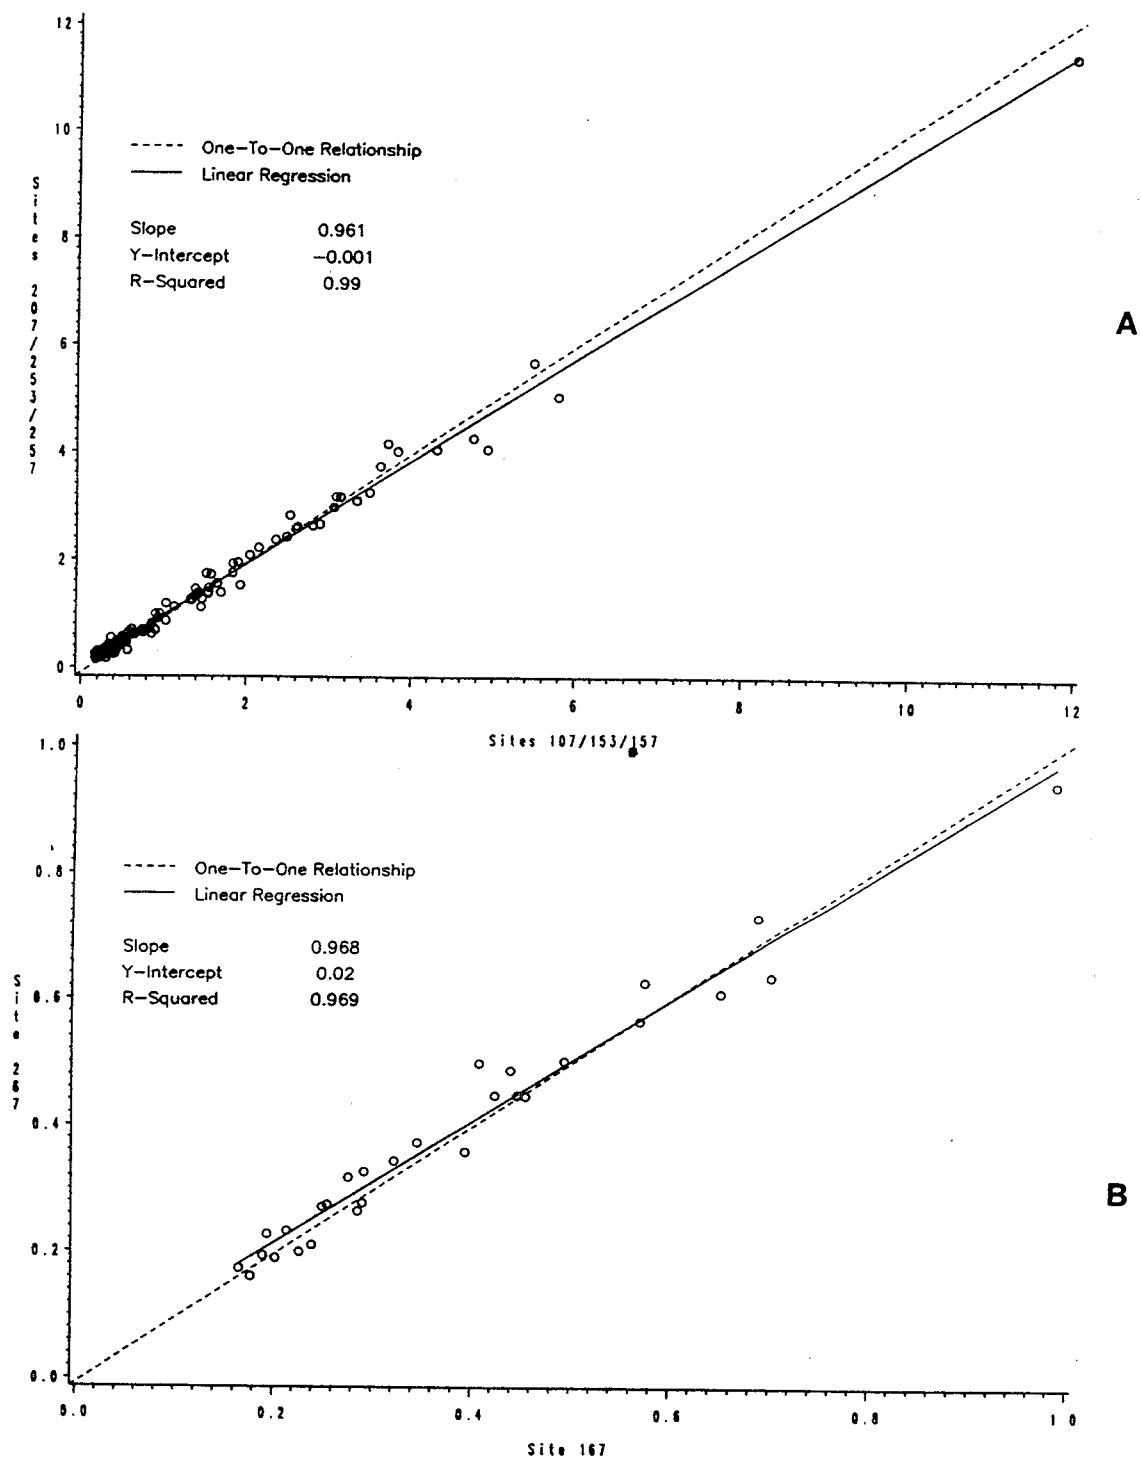 12
10
8
6
4
2
0
Sites 207/253/257
One-To-One Relationship
Linear Regression
Slope 0.961
Y-Intercept -0.001
R-Squared 0.99
A
0 2 4 6 8 10 12
Sites 107/153/157
1.0
0.8
0.6
0.4
0.2
0.0
Site 267
One-To-One Relationship
Linear Regression
Slope 0.968
Y-Intercept 0.02
R-Squared 0.969
B
0.0 0.2 0.4 0.6 0.8 1 0
Site 167